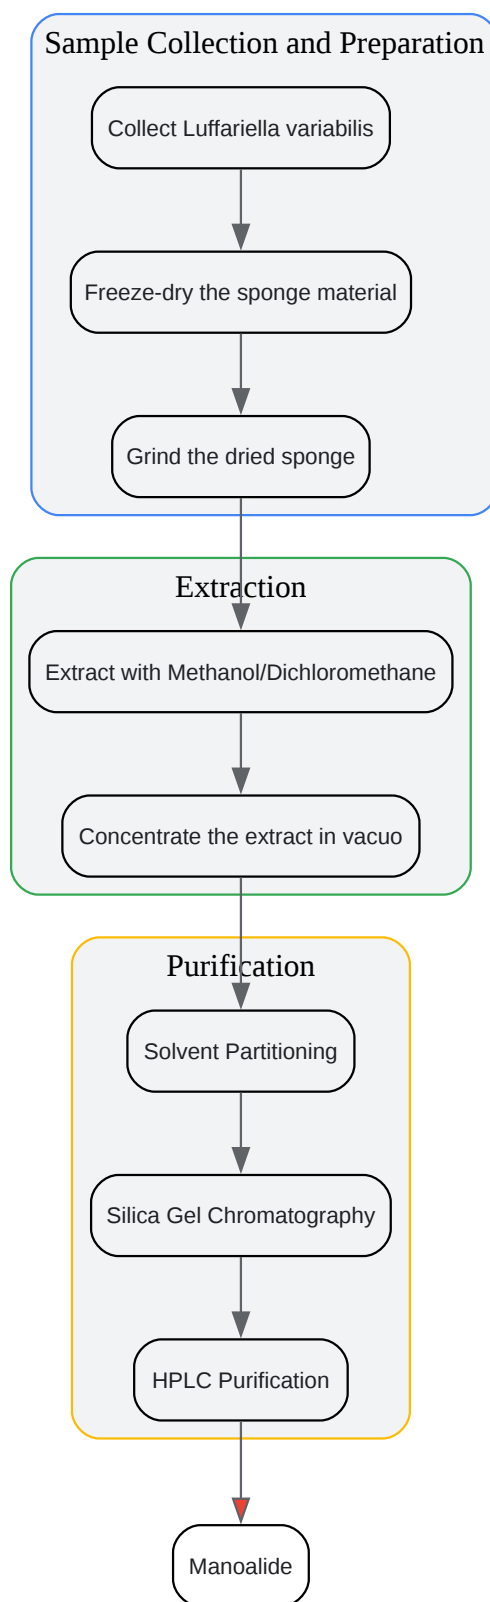 Sample Collection and Preparation
Collect Luffariella variabilis
Freeze-dry the sponge material
Grind the dried sponge
Extraction
Extract with Methanol/Dichloromethane
Concentrate the extract in vacuo
Purification
Solvent Partitioning
Silica Gel Chromatography
HPLC Purification
Manoalide